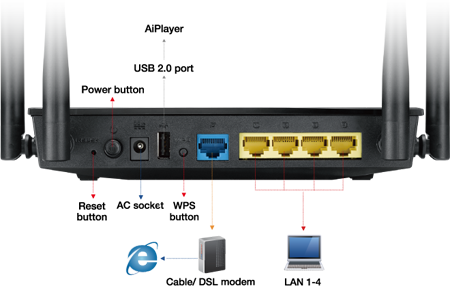 AiPlayer
USB 2.0 port
Power button
Reset
button
AC socket
WPS
button
Cable/ DSL modem
LAN 1-4